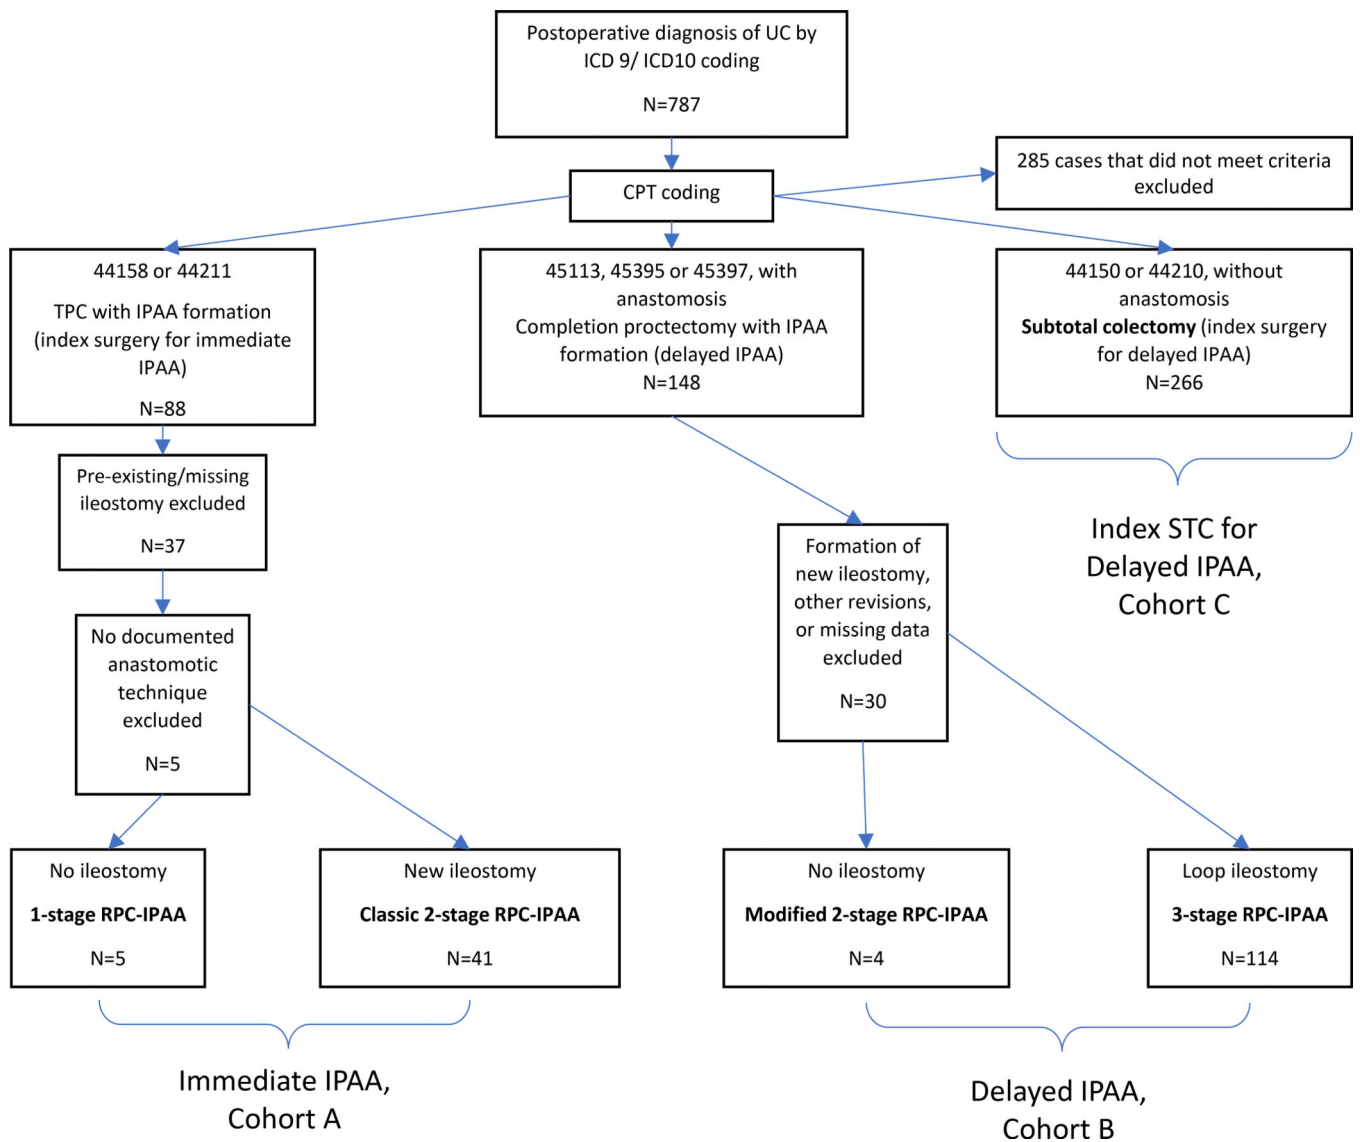 Postoperative diagnosis of UC by
ICD 9/ ICD10 coding
N=787
285 cases that did not meet criteria
excluded
CPT coding
44158 or 44211
TPC with IPAA formation
(index surgery for immediate
IPAA)
N=88
45113, 45395 or 45397, with
anastomosis
Completion proctectomy with IPAA
formation (delayed IPAA)
N=148
44150 or 44210, without
anastomosis
Subtotal colectomy (index surgery
for delayed IPAA)
N=266
Pre-existing/missing
ileostomy excluded
N=37
Formation of
new ileostomy,
other revisions,
or missing data
excluded
N=30
Index STC for
Delayed IPAA,
Cohort C
No documented
anastomotic
technique
excluded
N=5
No ileostomy
1-stage RPC-IPAA
N=5
New ileostomy
Classic 2-stage RPC-IPAA
N=41
No ileostomy
Modified 2-stage RPC-IPAA
N=4
Loop ileostomy
3-stage RPC-IPAA
N=114
Immediate IPAA,
Cohort A
Delayed IPAA,
Cohort B